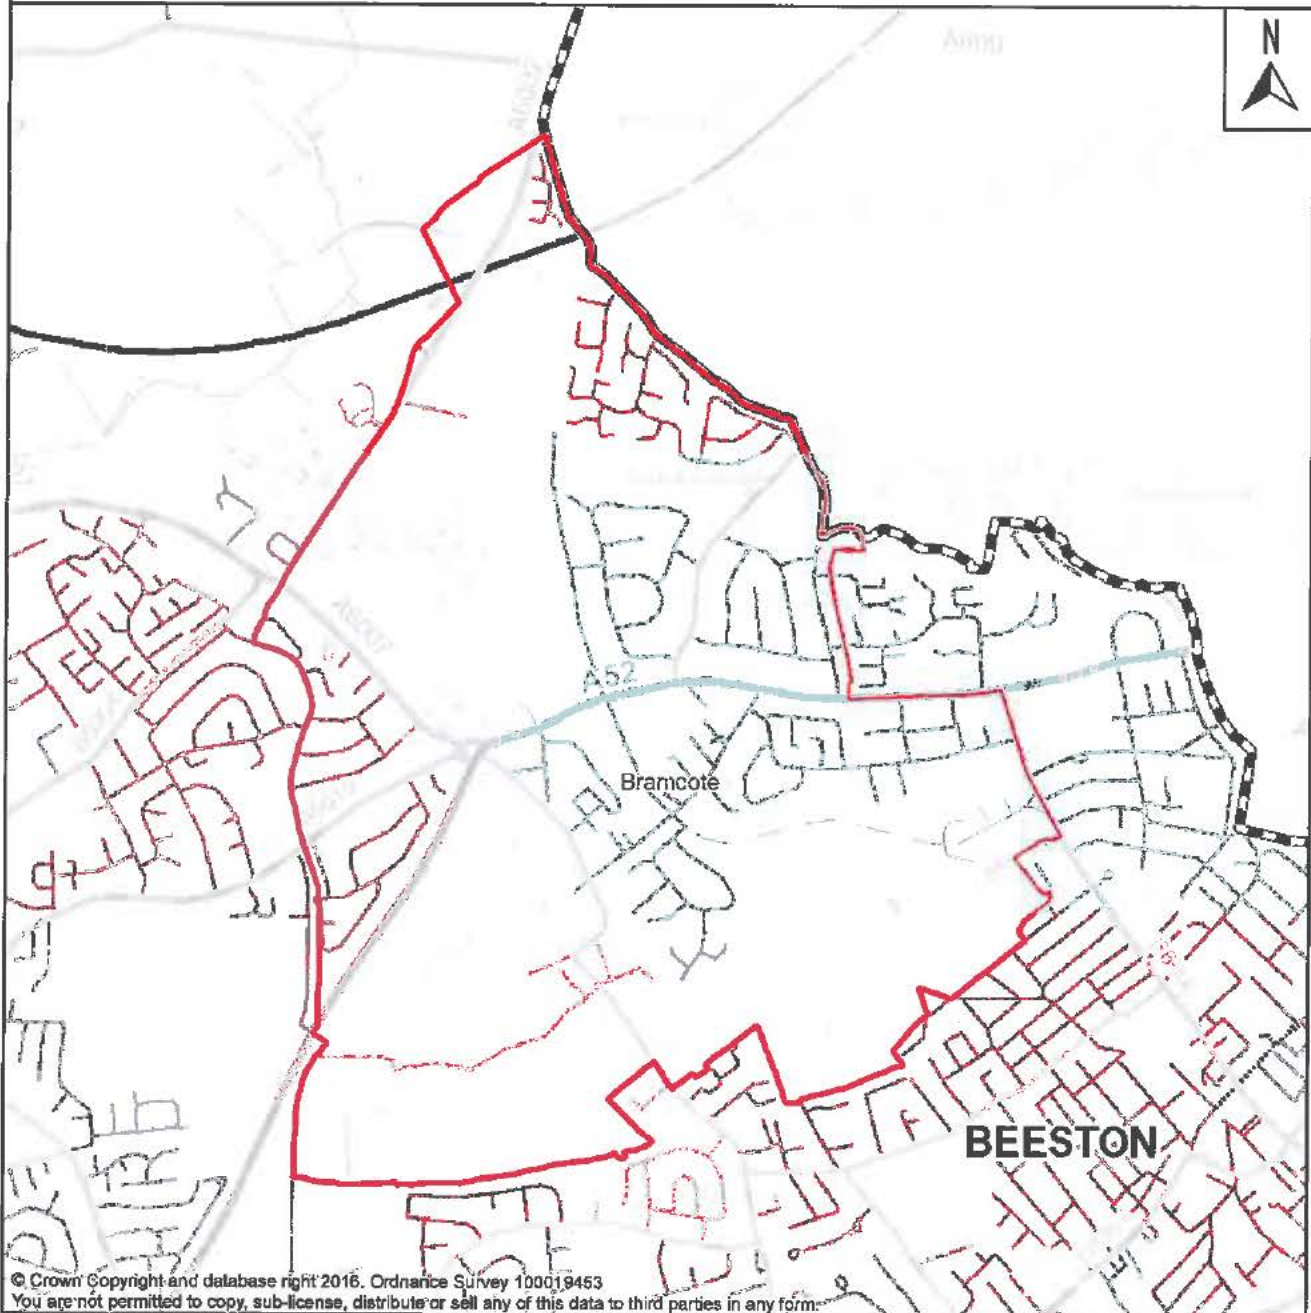 N
A6002
A52
A6007
Bramcote
BEESTON
© Crown Copyright and database right 2016. Ordnance Survey 100019453
You are not permitted to copy, sub-license, distribute or sell any of this data to third parties in any form.